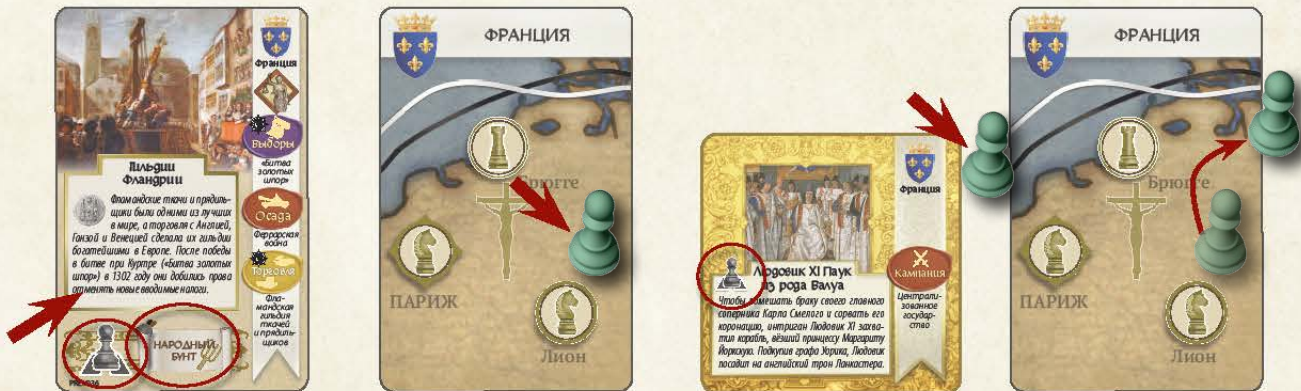 Франция
Выборы
«Битва
золотых
шпор»
Осада
Феррарская
война
Торговля
Фла-
мандская
гильдия
ткачей
и прядиль-
щиков
Гильдии
Фландрии
Фламандские ткачи и прядиль-
щики были одними из лучших
в мире, а торговля с Англией,
Ганзой и Венецией сделала их гильдии
богатейшими в Европе. После победы
в битве при Куртре («Битва золотых
шпор») в 1302 году они добились права
отменять новые вводимые налоги.
НАРОДНЫЙ
БУНТ
ФРАНЦИЯ
Брюгге
ПАРИЖ
Лион
Франция
Кампания
Централи-
зованное
государ-
ство
Людовик XI Паук
из рода Валуа
Чтобы помешать браку своего главного
соперника Карла Смелого и сорвать его
коронацию, интриган Людовик XI захва-
тил корабль, вёзший принцессу Маргариту
Йоркскую. Подкупив графа Уорика, Людовик
посадил на английский трон Ланкастера.
ФРАНЦИЯ
Брюгге
ПАРИЖ
Лион